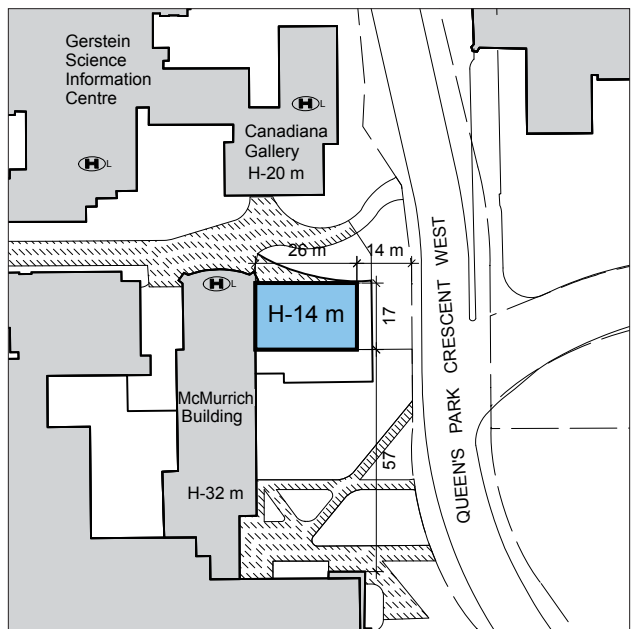 Gerstein
Science
Information
Centre
H L
Canadiana
Gallery
H-20 m
H L
26 m
14 m
H L
H-14 m
17
McMurrich
Building
57
H-32 m
QUEEN'S PARK CRESCENT WEST